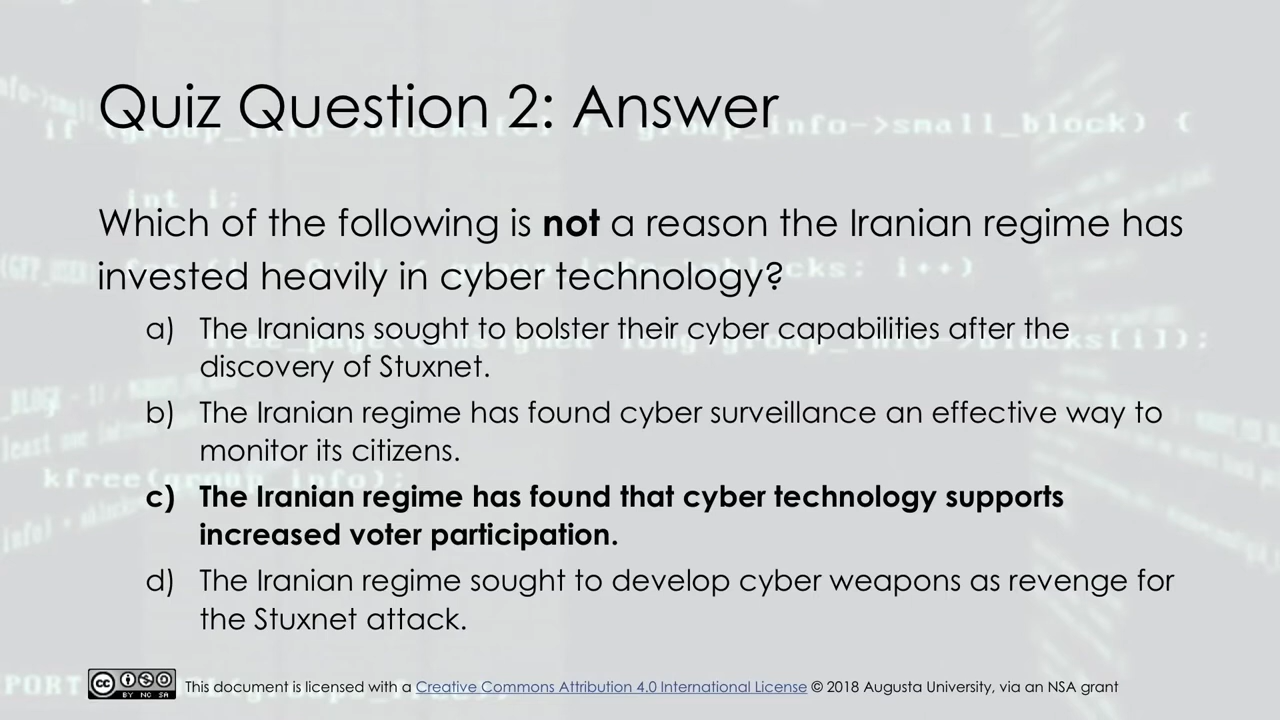 Quiz Question 2: Answer
Which of the following is not a reason the Iranian regime has
invested heavily in cyber technology?
a) The Iranians sought to bolster their cyber capabilities after the
discovery of Stuxnet.
b) The Iranian regime has found cyber surveillance an effective way to
monitor its citizens.
c) The Iranian regime has found that cyber technology supports
increased voter participation.
d) The Iranian regime sought to develop cyber weapons as revenge for
the Stuxnet attack.
cc BY NC SA This document is licensed with a Creative Commons Attribution 4.0 International License © 2018 Augusta University, via an NSA grant